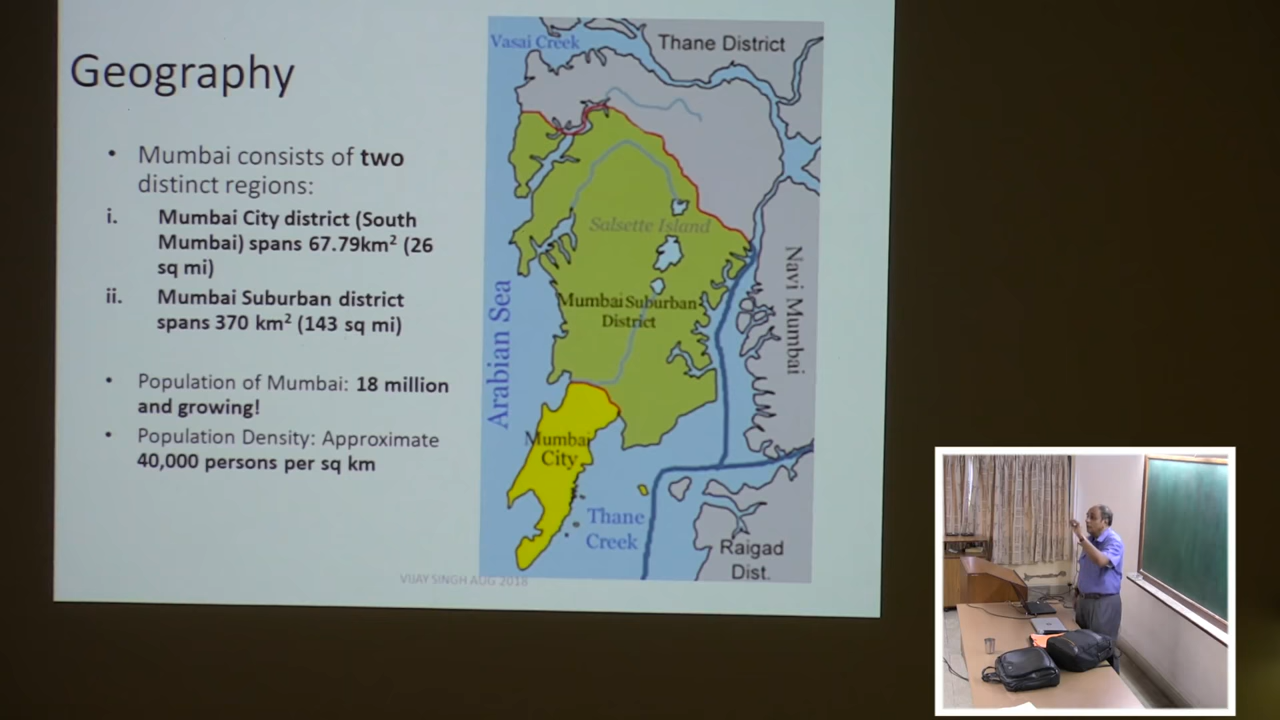 Geography
• Mumbai consists of two
distinct regions:
i. Mumbai City district (South
Mumbai) spans 67.79km² (26
sq mi)
ii. Mumbai Suburban district
spans 370 km² (143 sq mi)
• Population of Mumbai: 18 million
and growing!
• Population Density: Approximate
40,000 persons per sq km
VIJAY SINGH AUG 2018
Vasai Creek
Thane District
Salsette Island
Arabian Sea
Mumbai Suburban
District
Navi Mumbai
Mumbai
City
Thane
Creek
Raigad
Dist.